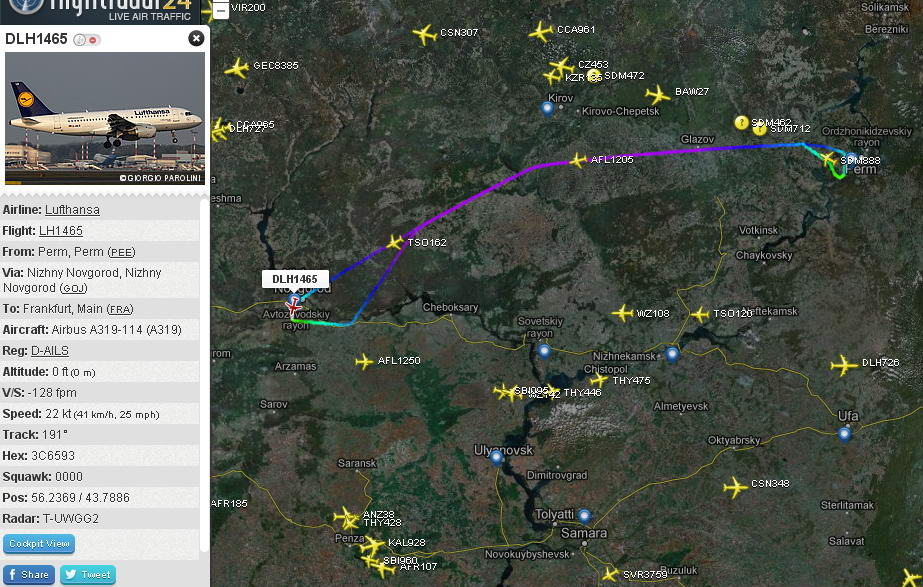 flightradar24
LIVE AIR TRAFFIC
DLH1465
Lufthansa
©GIORGIO PAROLINI
Airline: Lufthansa
Flight: LH1465
From: Perm, Perm (PEE)
Via: Nizhny Novgorod, Nizhny
Novgorod (GOJ)
To: Frankfurt, Main (FRA)
Aircraft: Airbus A319-114 (A319)
Reg: D-AILS
Altitude: 0 ft (0 m)
V/S: -128 fpm
Speed: 22 kt (41 km/h, 25 mph)
Track: 191°
Hex: 3C6593
Squawk: 0000
Pos: 56.2369 / 43.7886
Radar: T-UWGG2
Cockpit View
Share
Tweet
VIR200
CSN307
CCA961
Solikamsk
Berezniki
GEC8385
CZ453
SDM472
BAW27
Kirov
Kirovo-Chepetsk
CCA965
SDM462
SDM712
Glazov
Ordzhonikidzevskiy
rayon
AFL1205
SDM888
Perm
eshma
Votkinsk
TSO162
Chaykovsky
DLH1465
Novgorod
Avtozavodskiy
rayon
Cheboksary
Sovetskiy
rayon
WZ108
TSO126
Neftekamsk
Nizhnekamsk
Chistopol
rom
Arzamas
AFL1250
DLH726
THY475
SBI095
THY446
Sarov
Almetyevsk
Ufa
Oktyabrsky
Ulyanovsk
Saransk
Dimitrovgrad
CSN348
AFR185
Sterlitamak
ANZ38
THY428
Tolyatti
Samara
Penza
KAL928
Salavat
SBI960
AFR107
Novokuybyshevsk
SVR3759
Buzuluk